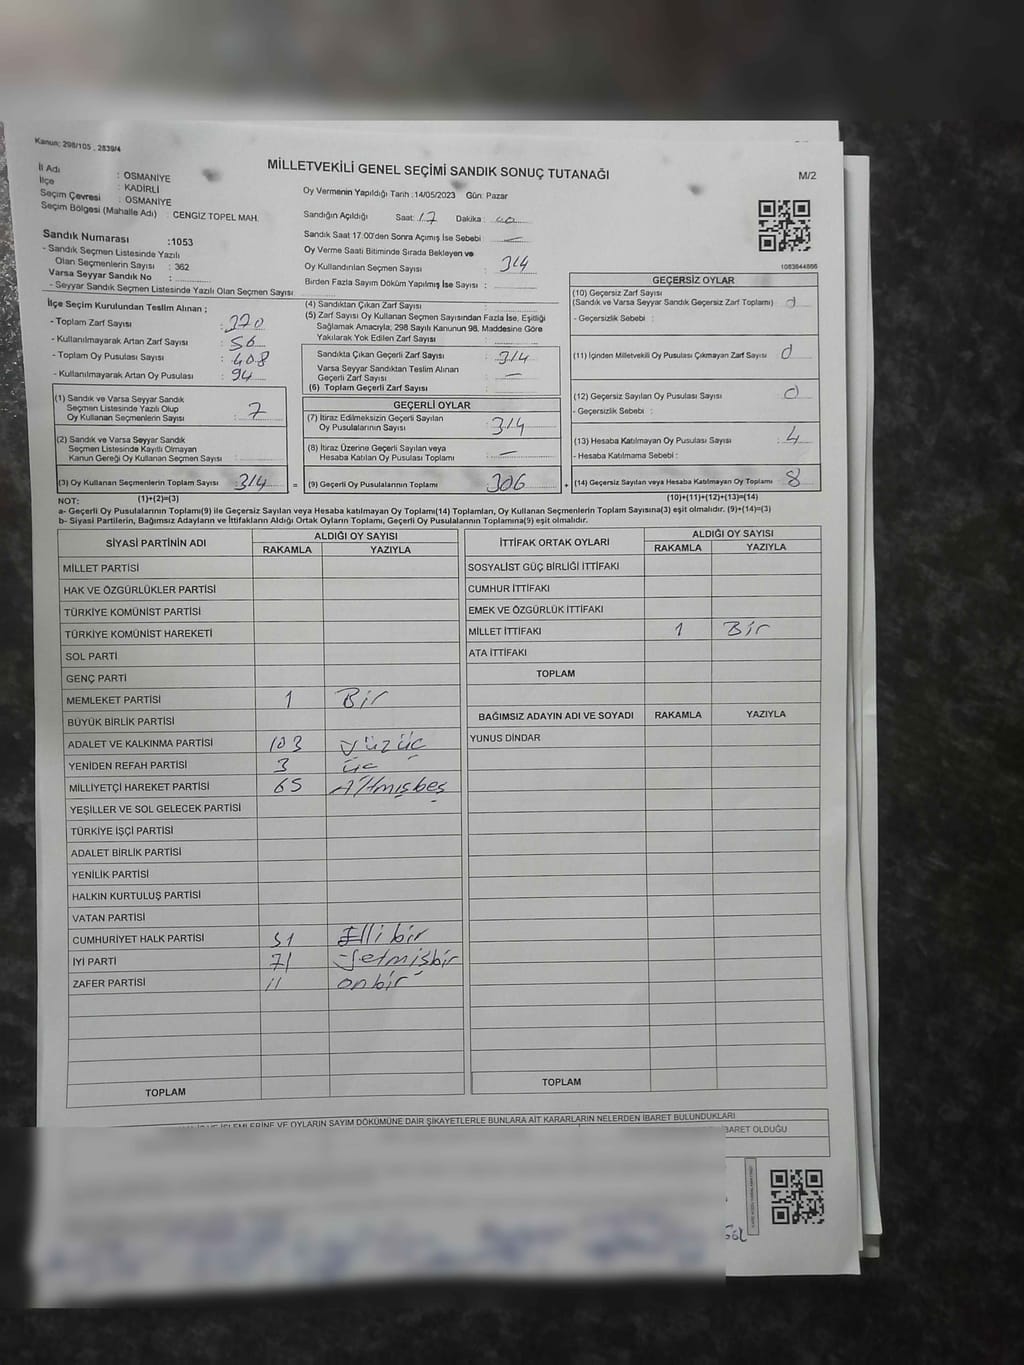 Kanun; 298/105 , 2839/4
MİLLETVEKİLİ GENEL SEÇİMİ SANDIK SONUÇ TUTANAĞI
M/2
İl Adı : OSMANİYE
İlçe : KADİRLİ
Seçim Çevresi : OSMANİYE
Seçim Bölgesi (Mahalle Adı) : CENGİZ TOPEL MAH.
Sandık Numarası :1053
- Sandık Seçmen Listesinde Yazılı
Olan Seçmenlerin Sayısı : 362
Varsa Seyyar Sandık No :
- Seyyar Sandık Seçmen Listesinde Yazılı Olan Seçmen Sayısı
Oy Vermenin Yapıldığı Tarih :14/05/2023 Gün: Pazar
Sandığın Açıldığı Saat: 17 Dakika :
Sandık Saat 17:00'den Sonra Açımış İse Sebebi :
Oy Verme Saati Bitiminde Sırada Bekleyen ve
Oy Kullandırılan Seçmen Sayısı : 314
Birden Fazla Sayım Döküm Yapılmış İse Sayısı :
1083644866
İlçe Seçim Kurulundan Teslim Alınan ;
- Toplam Zarf Sayısı : 370
- Kullanılmayarak Artan Zarf Sayısı : 56
- Toplam Oy Pusulası Sayısı : 408
- Kullanılmayarak Artan Oy Pusulası : 94
(1) Sandık ve Varsa Seyyar Sandık
Seçmen Listesinde Yazılı Olup
Oy Kullanan Seçmenlerin Sayısı : 7
(2) Sandık ve Varsa Seyyar Sandık
Seçmen Listesinde Kayıtlı Olmayan
Kanun Gereği Oy Kullanan Seçmen Sayısı :
(3) Oy Kullanan Seçmenlerin Toplam Sayısı : 314 =
(4) Sandıktan Çıkan Zarf Sayısı :
(5) Zarf Sayısı Oy Kullanan Seçmen Sayısından Fazla İse, Eşitliği
Sağlamak Amacıyla; 298 Sayılı Kanunun 98. Maddesine Göre
Yakılarak Yok Edilen Zarf Sayısı :
Sandıkta Çıkan Geçerli Zarf Sayısı : 314
Varsa Seyyar Sandıktan Teslim Alınan
Geçerli Zarf Sayısı : —
(6) Toplam Geçerli Zarf Sayısı :
GEÇERLİ OYLAR
(7) İtiraz Edilmeksizin Geçerli Sayılan
Oy Pusulalarının Sayısı : 314
(8) İtiraz Üzerine Geçerli Sayılan veya
Hesaba Katılan Oy Pusulası Toplamı : —
(9) Geçerli Oy Pusulalarının Toplamı : 306 +
GEÇERSİZ OYLAR
(10) Geçersiz Zarf Sayısı
(Sandık ve Varsa Seyyar Sandık Geçersiz Zarf Toplamı) : 0
- Geçersizlik Sebebi :
(11) İçinden Milletvekili Oy Pusulası Çıkmayan Zarf Sayısı : 0
(12) Geçersiz Sayılan Oy Pusulası Sayısı : 0
- Geçersizlik Sebebi :
(13) Hesaba Katılmayan Oy Pusulası Sayısı : 4
- Hesaba Katılmama Sebebi :
(14) Geçersiz Sayılan veya Hesaba Katılmayan Oy Toplamı : 8
NOT: (1)+(2)=(3) (10)+(11)+(12)+(13)=(14)
a- Geçerli Oy Pusulalarının Toplamı(9) ile Geçersiz Sayılan veya Hesaba katılmayan Oy Toplamı(14) Toplamları, Oy Kullanan Seçmenlerin Toplam Sayısına(3) eşit olmalıdır. (9)+(14)=(3)
b- Siyasi Partilerin, Bağımsız Adayların ve İttifakların Aldığı Ortak Oyların Toplamı, Geçerli Oy Pusulalarının Toplamına(9) eşit olmalıdır.
SİYASİ PARTİNİN ADI ALDIĞI OY SAYISI
RAKAMLA YAZIYLA
MİLLET PARTİSİ
HAK VE ÖZGÜRLÜKLER PARTİSİ
TÜRKİYE KOMÜNİST PARTİSİ
TÜRKİYE KOMÜNİST HAREKETİ
SOL PARTİ
GENÇ PARTİ
MEMLEKET PARTİSİ 1 Bir
BÜYÜK BİRLİK PARTİSİ
ADALET VE KALKINMA PARTİSİ 103 yüzüç
YENİDEN REFAH PARTİSİ 3 üç
MİLLİYETÇİ HAREKET PARTİSİ 65 Altmışbeş
YEŞİLLER VE SOL GELECEK PARTİSİ
TÜRKİYE İŞÇİ PARTİSİ
ADALET BİRLİK PARTİSİ
YENİLİK PARTİSİ
HALKIN KURTULUŞ PARTİSİ
VATAN PARTİSİ
CUMHURİYET HALK PARTİSİ 51 Ellibir
İYİ PARTİ 71 Yetmişbir
ZAFER PARTİSİ 11 onbir
TOPLAM
İTTİFAK ORTAK OYLARI ALDIĞI OY SAYISI
RAKAMLA YAZIYLA
SOSYALİST GÜÇ BİRLİĞİ İTTİFAKI
CUMHUR İTTİFAKI
EMEK VE ÖZGÜRLÜK İTTİFAKI
MİLLET İTTİFAKI 1 Bir
ATA İTTİFAKI
TOPLAM
BAĞIMSIZ ADAYIN ADI VE SOYADI RAKAMLA YAZIYLA
YUNUS DİNDAR
TOPLAM
İŞLEMLERİNE VE OYLARIN SAYIM DÖKÜMÜNE DAİR ŞİKAYETLERLE BUNLARA AİT KARARLARIN NELERDEN İBARET BULUNDUKLARI
İBARET OLDUĞU